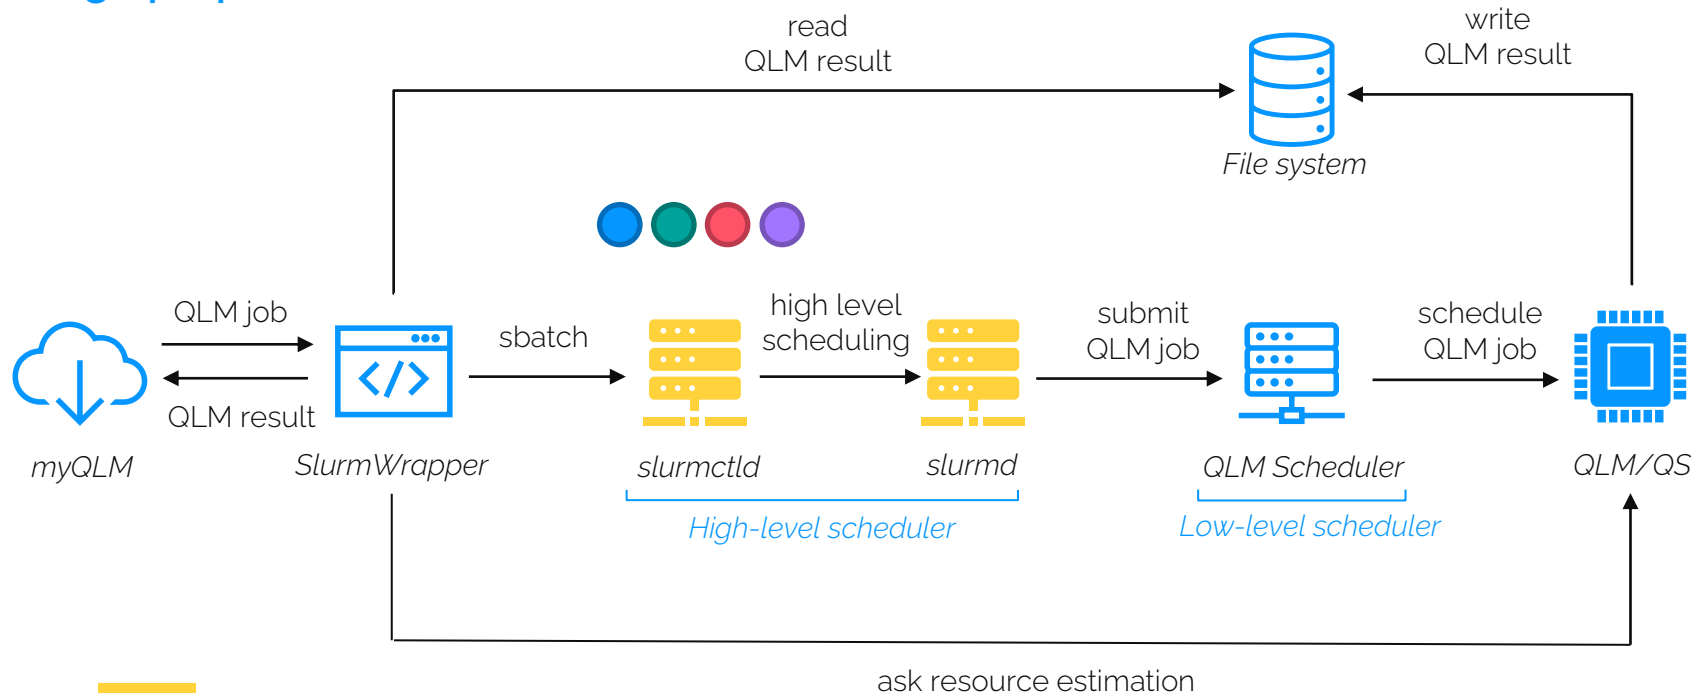 read
QLM result
write
QLM result
File system
QLM job
QLM result
sbatch
high level
scheduling
submit
QLM job
schedule
QLM job
myQLM
SlurmWrapper
slurmctld
slurmd
QLM Scheduler
QLM/QS
High-level scheduler
Low-level scheduler
ask resource estimation